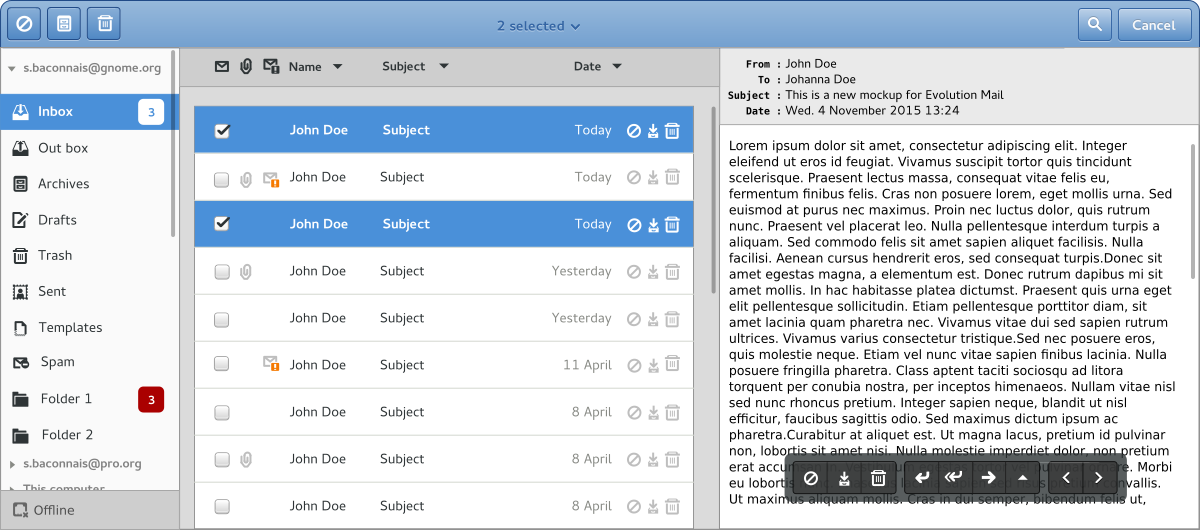 2 selected
Cancel
s.baconnais@gnome.org
Inbox 3
Out box
Archives
Drafts
Trash
Sent
Templates
Spam
Folder 1 3
Folder 2
s.baconnais@pro.org
This computer
Offline
Name Subject Date
John Doe Subject Today
John Doe Subject Today
John Doe Subject Today
John Doe Subject Yesterday
John Doe Subject Yesterday
John Doe Subject 11 April
John Doe Subject 8 April
John Doe Subject 8 April
John Doe Subject 8 April
From : John Doe
To : Johanna Doe
Subject : This is a new mockup for Evolution Mail
Date : Wed. 4 November 2015 13:24
Lorem ipsum dolor sit amet, consectetur adipiscing elit. Integer
eleifend ut eros id feugiat. Vivamus suscipit tortor quis tincidunt
scelerisque. Praesent lectus massa, consequat vitae felis eu,
fermentum finibus felis. Cras non posuere lorem, eget mollis urna. Sed
euismod at purus nec maximus. Proin nec luctus dolor, quis rutrum
nunc. Praesent vel placerat leo. Nulla pellentesque interdum turpis a
aliquam. Sed commodo felis sit amet sapien aliquet facilisis. Nulla
facilisi. Aenean cursus hendrerit eros, sed consequat turpis.Donec sit
amet egestas magna, a elementum est. Donec rutrum dapibus mi sit
amet mollis. In hac habitasse platea dictumst. Praesent quis urna eget
elit pellentesque sollicitudin. Etiam pellentesque porttitor diam, sit
amet lacinia quam pharetra nec. Vivamus vitae dui sed sapien rutrum
ultrices. Vivamus varius consectetur tristique.Sed nec posuere eros,
quis molestie neque. Etiam vel nunc vitae sapien finibus lacinia. Nulla
posuere fringilla pharetra. Class aptent taciti sociosqu ad litora
torquent per conubia nostra, per inceptos himenaeos. Nullam vitae nisl
sed nunc rhoncus pretium. Integer sapien neque, blandit ut nisl
efficitur, faucibus sagittis odio. Sed maximus dictum ipsum ac
pharetra.Curabitur at aliquet est. Ut magna lacus, pretium id pulvinar
non, lobortis sit amet nisi. Nulla molestie imperdiet dolor, non pretium
erat Morbi
eu lobortis
Ut maximus aliquam mollis. Cras in dui semper, bibendum felis ut,